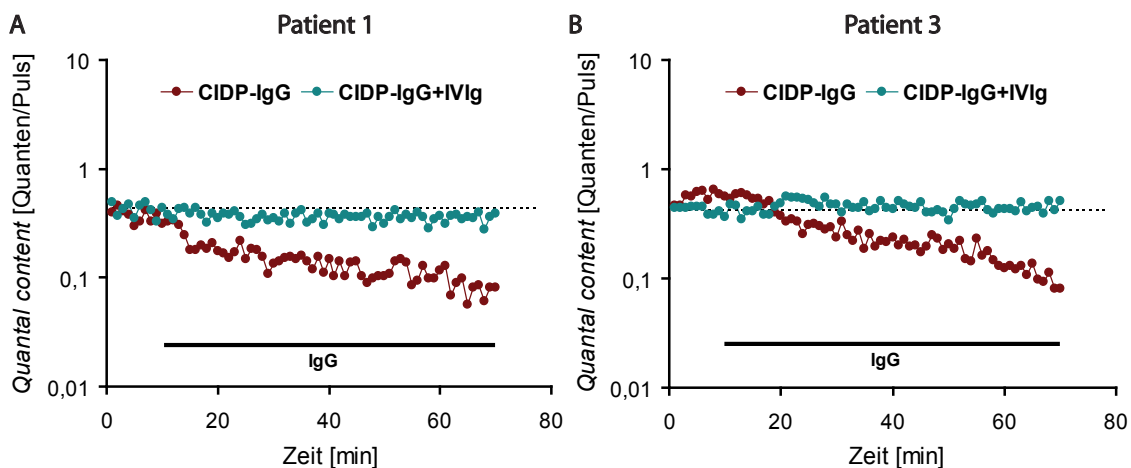 A
Patient 1
Quantal content [Quanten/Puls]
10
1
0,1
0,01
CIDP-IgG
CIDP-IgG+IVIg
IgG
0
20
40
60
80
Zeit [min]
B
Patient 3
Quantal content [Quanten/Puls]
10
1
0.1
0,01
CIDP-IgG
CIDP-IgG+IVIg
IgG
0
20
40
60
80
Zeit [min]